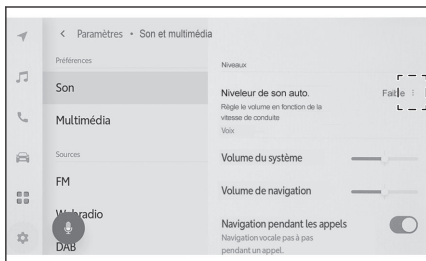 < Paramètres • Son et multimédia
Préférences
Son
Multimédia
Sources
FM
Webradio
DAB
Niveaux
Niveleur de son auto.
Faible
Règle le volume en fonction de la
vitesse de conduite
Voix
Volume du système
Volume de navigation
Navigation pendant les appels
Navigation vocale pas à pas
pendant un appel.